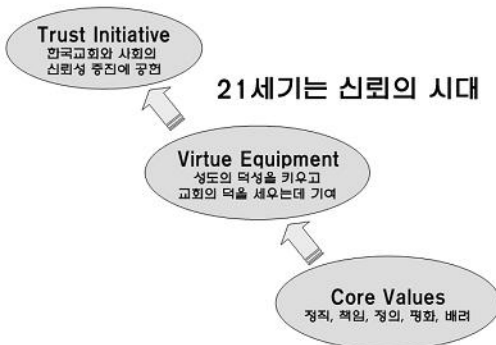 Trust Initiative
한국교회와 사회의
신뢰성 증진에 공헌
21세기는 신뢰의 시대
Virtue Equipment
성도의 덕성을 키우고
교회의 덕을 세우는데 기여
Core Values
정직, 책임, 정의, 평화, 배려